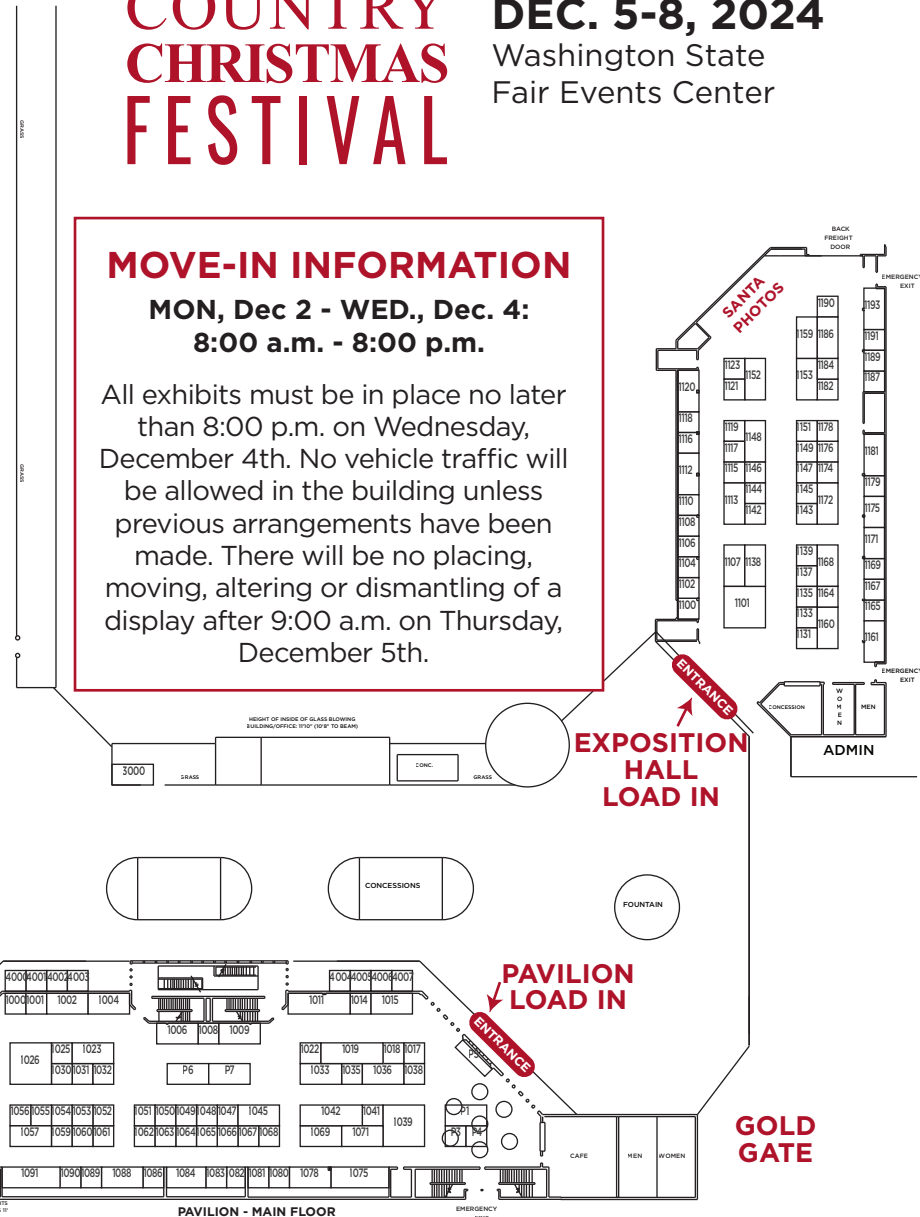 COUNTRY
CHRISTMAS
FESTIVAL
DEC. 5-8, 2024
Washington State
Fair Events Center
GRASS
GRASS
MOVE-IN INFORMATION
MON, Dec 2 - WED., Dec. 4:
8:00 a.m. - 8:00 p.m.
All exhibits must be in place no later
than 8:00 p.m. on Wednesday,
December 4th. No vehicle traffic will
be allowed in the building unless
previous arrangements have been
made. There will be no placing,
moving, altering or dismantling of a
display after 9:00 a.m. on Thursday,
December 5th.
BACK
FREIGHT
DOOR
EMERGENCY
EXIT
SANTA
PHOTOS
1190
1193
1159 1186
1191
1189
1123
1152
1153
1184
1187
1121
1182
1120
1118
1119
1148
1151 1178
1116
1117
1149 1176
1181
1112
1115 1146
1147 1174
1113
1144
1145
1172
1179
1110
1142
1143
1175
1108
1106
1171
1104
1107 1138
1139
1168
1169
1102
1137
1167
1100
1101
1135 1164
1165
1133
1160
1161
1131
ENTRANCE
EMERGENCY
EXIT
CONCESSION
WOMEN
MEN
ADMIN
EXPOSITION
HALL
LOAD IN
HEIGHT OF INSIDE OF GLASS BLOWING
BUILDING/OFFICE: 11'10" (10'8" TO BEAM)
3000
GRASS
CONC.
GRASS
CONCESSIONS
FOUNTAIN
PAVILION
LOAD IN
ENTRANCE
4000 4001 4002 4003
4004 4005 4006 4007
1000 1001 1002 1004
1011 1014 1015
1006 1008 1009
P5
1026 1025 1023
1022 1019 1018 1017
1030 1031 1032
P6 P7
1033 1035 1036 1038
1056 1055 1054 1053 1052
1051 1050 1049 1048 1047 1045
1042 1041 1039
P1
1057 1059 1060 1061
1062 1063 1064 1065 1066 1067 1068
1069 1071
P3 P4
GOLD
GATE
CAFE
MEN
WOMEN
1091 1090 1089 1088 1086 1084 1083 082 1081 1080 1078 1075
PAVILION - MAIN FLOOR
EMERGENCY